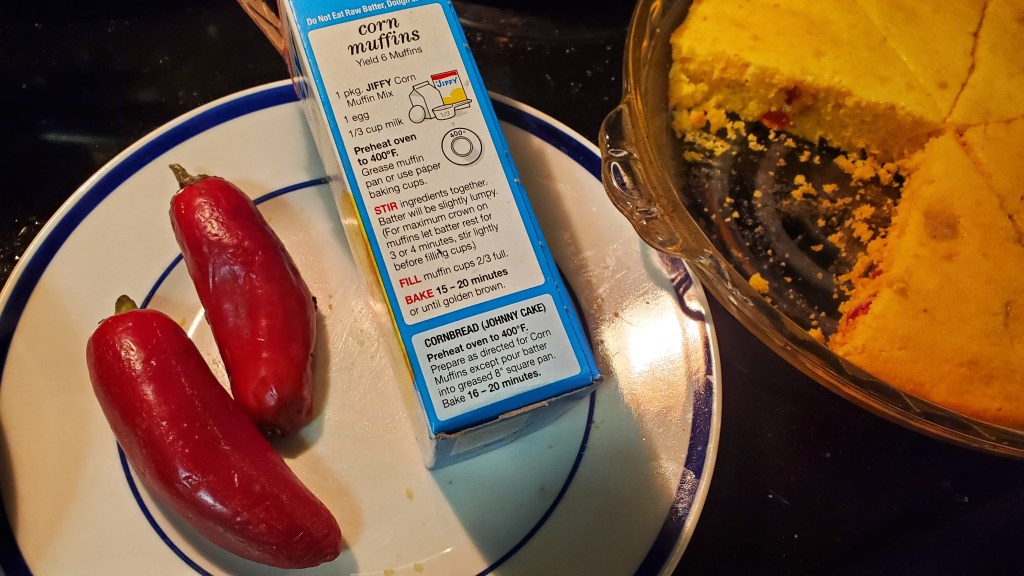 Do Not Eat Raw Batter, Dough
corn
muffins
Yield 6 Muffins
1 pkg. JIFFY Corn
Muffin Mix
1 egg
1/3 cup milk
JIFFY
1/3
400°
Preheat oven
to 400°F.
Grease muffin
pan or use paper
baking cups.
STIR ingredients together.
Batter will be slightly lumpy.
(For maximum crown on
muffins let batter rest for
3 or 4 minutes, stir lightly
before filling cups.)
FILL muffin cups 2/3 full.
BAKE 15 – 20 minutes
or until golden brown.
CORNBREAD (JOHNNY CAKE)
Preheat oven to 400°F.
Prepare as directed for Corn
Muffins except pour batter
into greased 8" square pan.
Bake 16 – 20 minutes.